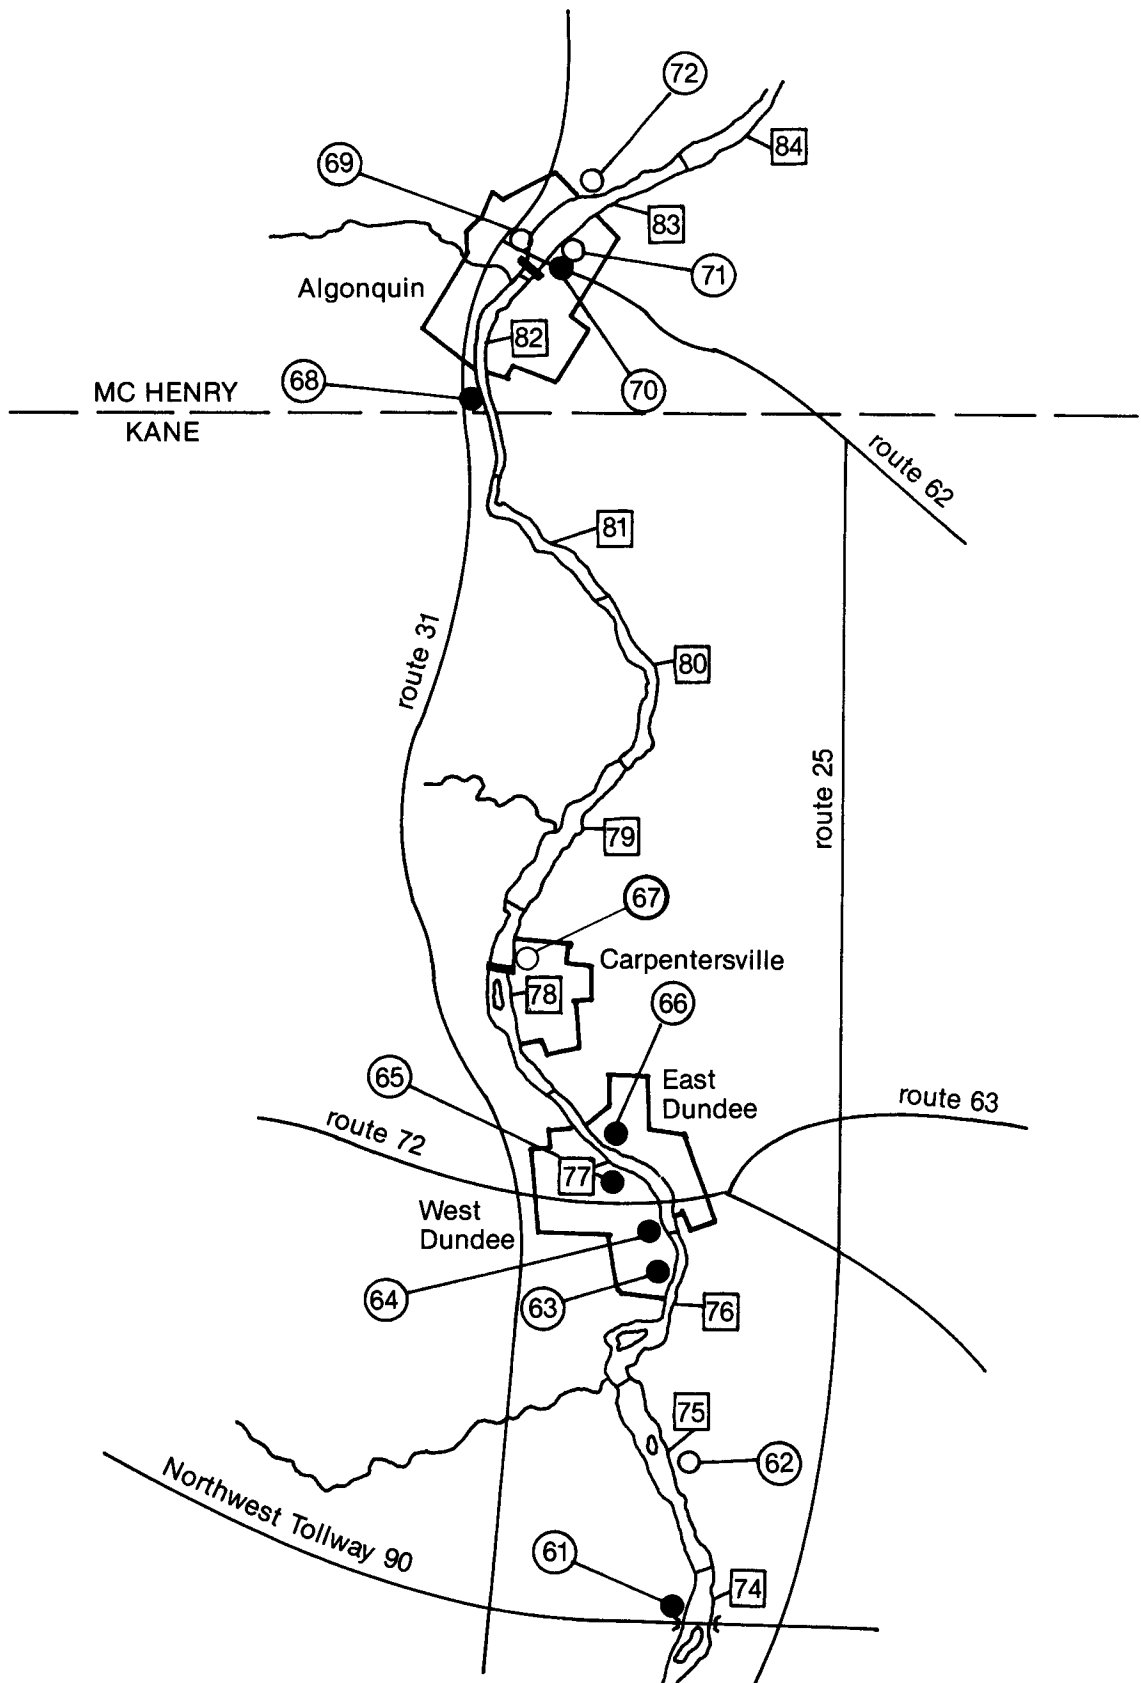 72
84
69
83
71
Algonquin
82
68
70
MC HENRY
KANE
route 62
81
route 31
80
route 25
79
67
Carpentersville
78
66
65
East
Dundee
route 63
route 72
77
West
Dundee
64
63
76
75
62
Northwest Tollway 90
61
74